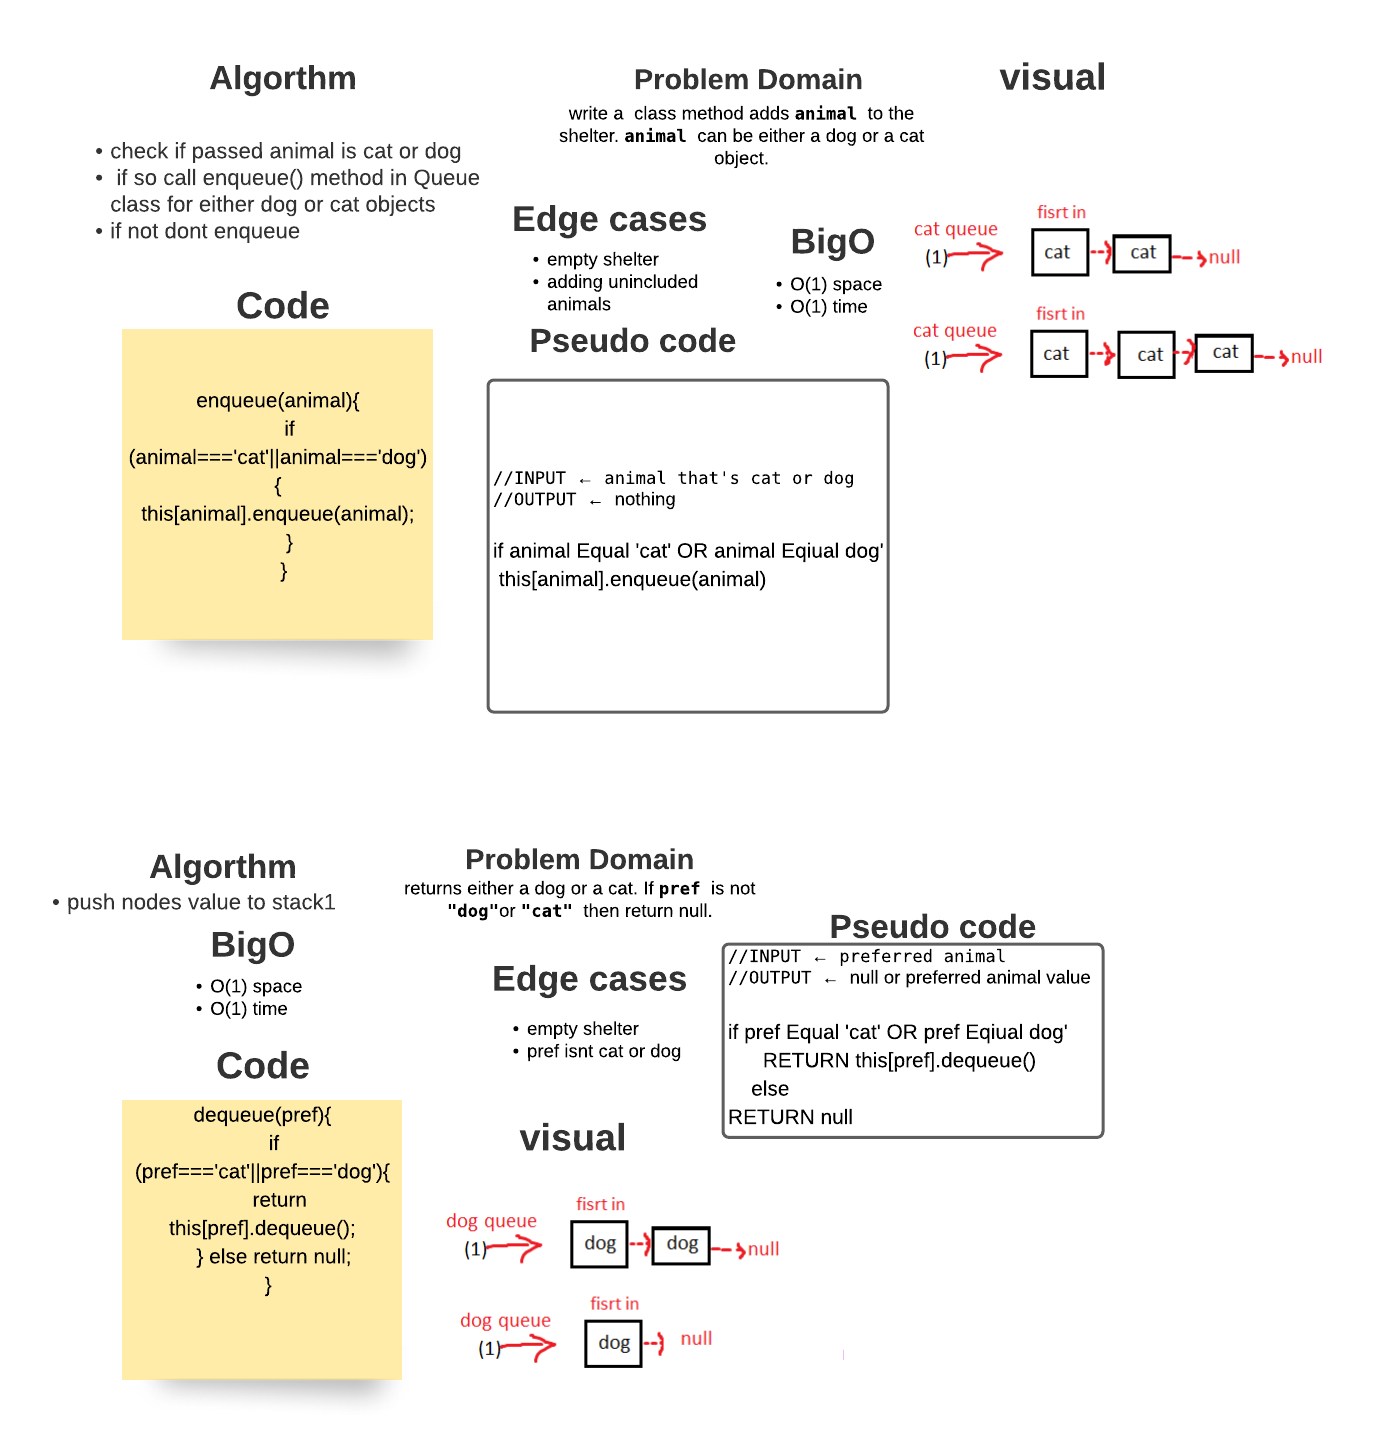 Algorthm
• check if passed animal is cat or dog
• if so call enqueue() method in Queue
class for either dog or cat objects
• if not dont enqueue
Problem Domain
write a class method adds animal to the
shelter. animal can be either a dog or a cat
object.
visual
Edge cases
• empty shelter
• adding unincluded
animals
BigO
• O(1) space
• O(1) time
cat queue
(1)
fisrt in
cat
cat
null
cat queue
(1)
fisrt in
cat
cat
cat
null
Code
enqueue(animal){
if
(animal==='cat'||animal==='dog')
{
this[animal].enqueue(animal);
}
}
Pseudo code
//INPUT ← animal that's cat or dog
//OUTPUT ← nothing
if animal Equal 'cat' OR animal Eqiual dog'
this[animal].enqueue(animal)
Algorthm
• push nodes value to stack1
BigO
• O(1) space
• O(1) time
Problem Domain
returns either a dog or a cat. If pref is not
"dog"or "cat" then return null.
Edge cases
• empty shelter
• pref isnt cat or dog
Pseudo code
//INPUT ← preferred animal
//OUTPUT ← null or preferred animal value
if pref Equal 'cat' OR pref Eqiual dog'
RETURN this[pref].dequeue()
else
RETURN null
Code
dequeue(pref){
if
(pref==='cat'||pref==='dog'){
return
this[pref].dequeue();
} else return null;
}
visual
dog queue
(1)
fisrt in
dog
dog
null
dog queue
(1)
fisrt in
dog
null